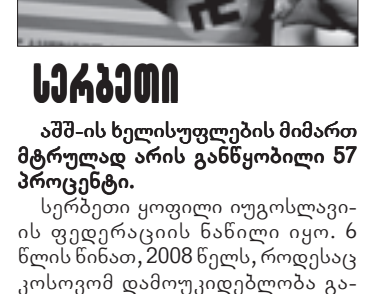 სერბეთი
აშშ-ის ხელისუფლების მიმართ
მტრულად არის განწყობილი 57
პროცენტი.
სერბეთი ყოფილი იუგოსლავი-
ის ფედერაციის ნაწილი იყო. 6
წლის წინათ, 2008 წელს, როდესაც
კოსოვომ დამოუკიდებლობა გა-